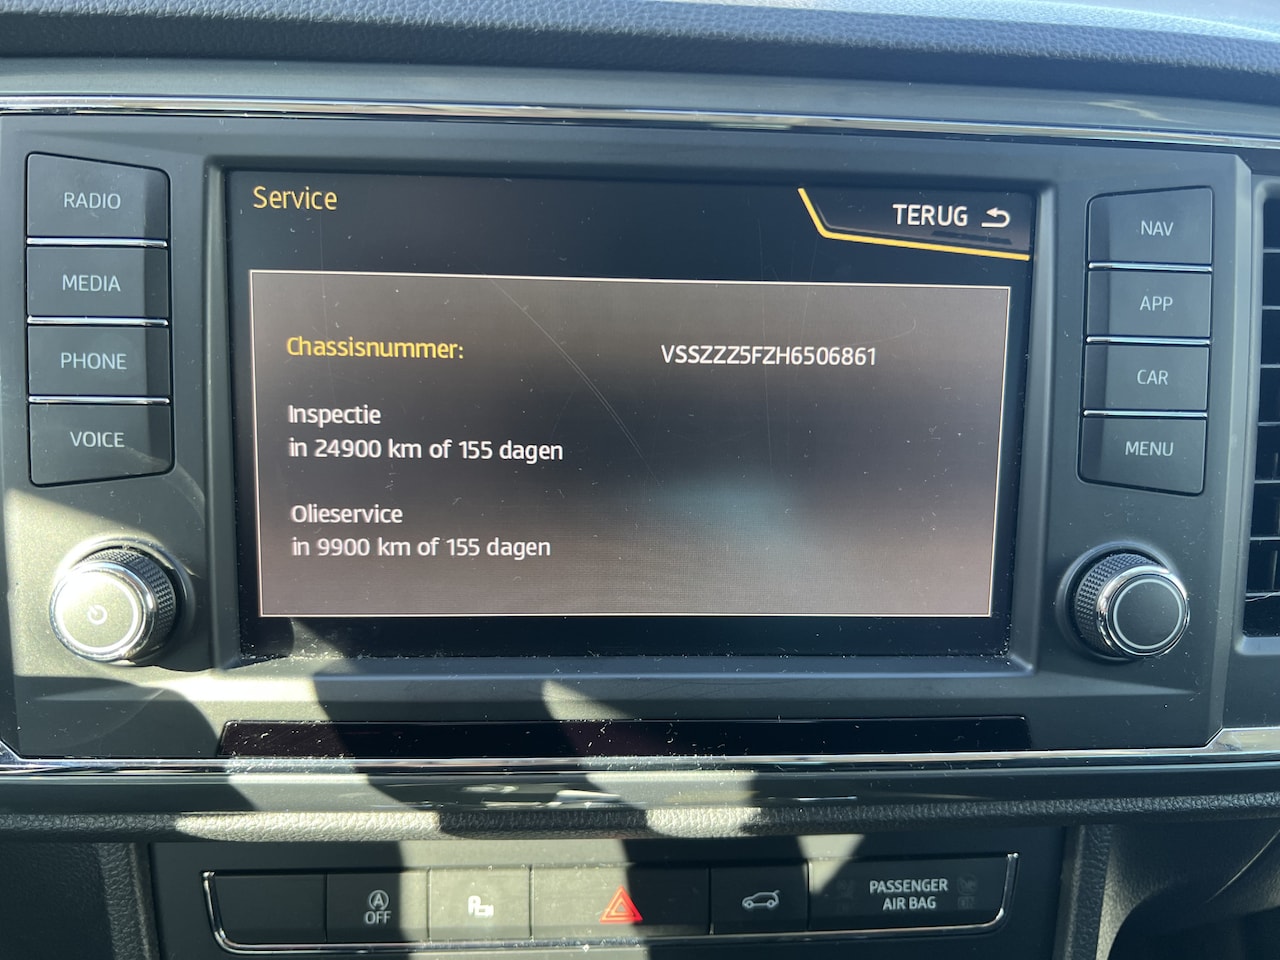 Service
TERUG
RADIO
MEDIA
PHONE
VOICE
NAV
APP
CAR
MENU
Chassisnummer: VSSZZZ5FZH6506861
Inspectie
in 24900 km of 155 dagen
Olieservice
in 9900 km of 155 dagen
A
OFF
P
PASSENGER
AIR BAG